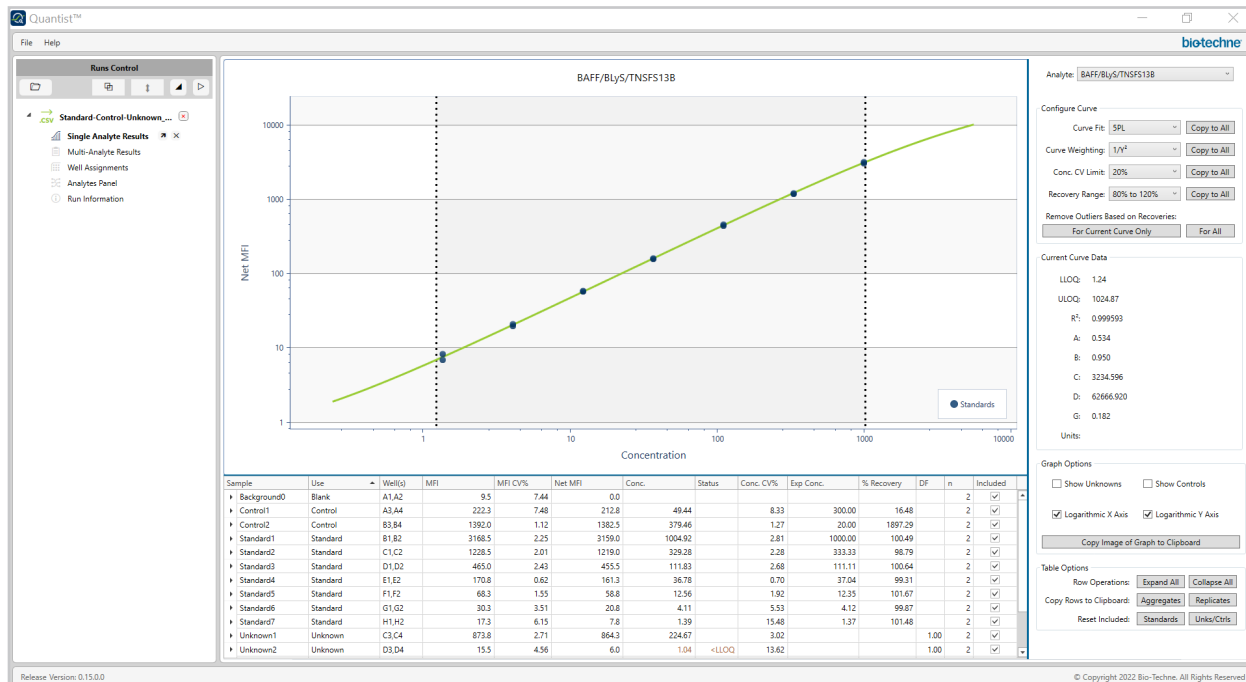 Quantist™
File Help
bio-techne
Runs Control
.CSV Standard-Control-Unknown_...
Single Analyte Results
Multi-Analyte Results
Well Assignments
Analytes Panel
Run Information
BAFF/BLyS/TNSFS13B
Net MFI
10000
1000
100
10
1
1 10 100 1000 10000
Concentration
Standards
Sample Use Well(s) MFI MFI CV% Net MFI Conc. Status Conc. CV% Exp Conc. % Recovery DF n Included
Background0 Blank A1,A2 9.5 7.44 0.0 2
Control1 Control A3,A4 222.3 7.48 212.8 49.44 8.33 300.00 16.48 2
Control2 Control B3,B4 1392.0 1.12 1382.5 379.46 1.27 20.00 1897.29 2
Standard1 Standard B1,B2 3168.5 2.25 3159.0 1004.92 2.81 1000.00 100.49 2
Standard2 Standard C1,C2 1228.5 2.01 1219.0 329.28 2.28 333.33 98.79 2
Standard3 Standard D1,D2 465.0 2.43 455.5 111.83 2.68 111.11 100.64 2
Standard4 Standard E1,E2 170.8 0.62 161.3 36.78 0.70 37.04 99.31 2
Standard5 Standard F1,F2 68.3 1.55 58.8 12.56 1.92 12.35 101.67 2
Standard6 Standard G1,G2 30.3 3.51 20.8 4.11 5.53 4.12 99.87 2
Standard7 Standard H1,H2 17.3 6.15 7.8 1.39 15.48 1.37 101.48 2
Unknown1 Unknown C3,C4 873.8 2.71 864.3 224.67 3.02 1.00 2
Unknown2 Unknown D3,D4 15.5 4.56 6.0 1.04 <LLOQ 13.62 1.00 2
Analyte: BAFF/BLyS/TNSFS13B
Configure Curve
Curve Fit: 5PL Copy to All
Curve Weighting: 1/Y² Copy to All
Conc. CV Limit: 20% Copy to All
Recovery Range: 80% to 120% Copy to All
Remove Outliers Based on Recoveries:
For Current Curve Only For All
Current Curve Data
LLOQ: 1.24
ULOQ: 1024.87
R²: 0.999593
A: 0.534
B: 0.950
C: 3234.596
D: 62666.920
G: 0.182
Units:
Graph Options
Show Unknowns Show Controls
Logarithmic X Axis Logarithmic Y Axis
Copy Image of Graph to Clipboard
Table Options
Row Operations: Expand All Collapse All
Copy Rows to Clipboard: Aggregates Replicates
Reset Included: Standards Unks/Ctrls
Release Version: 0.15.0.0
© Copyright 2022 Bio-Techne. All Rights Reserved